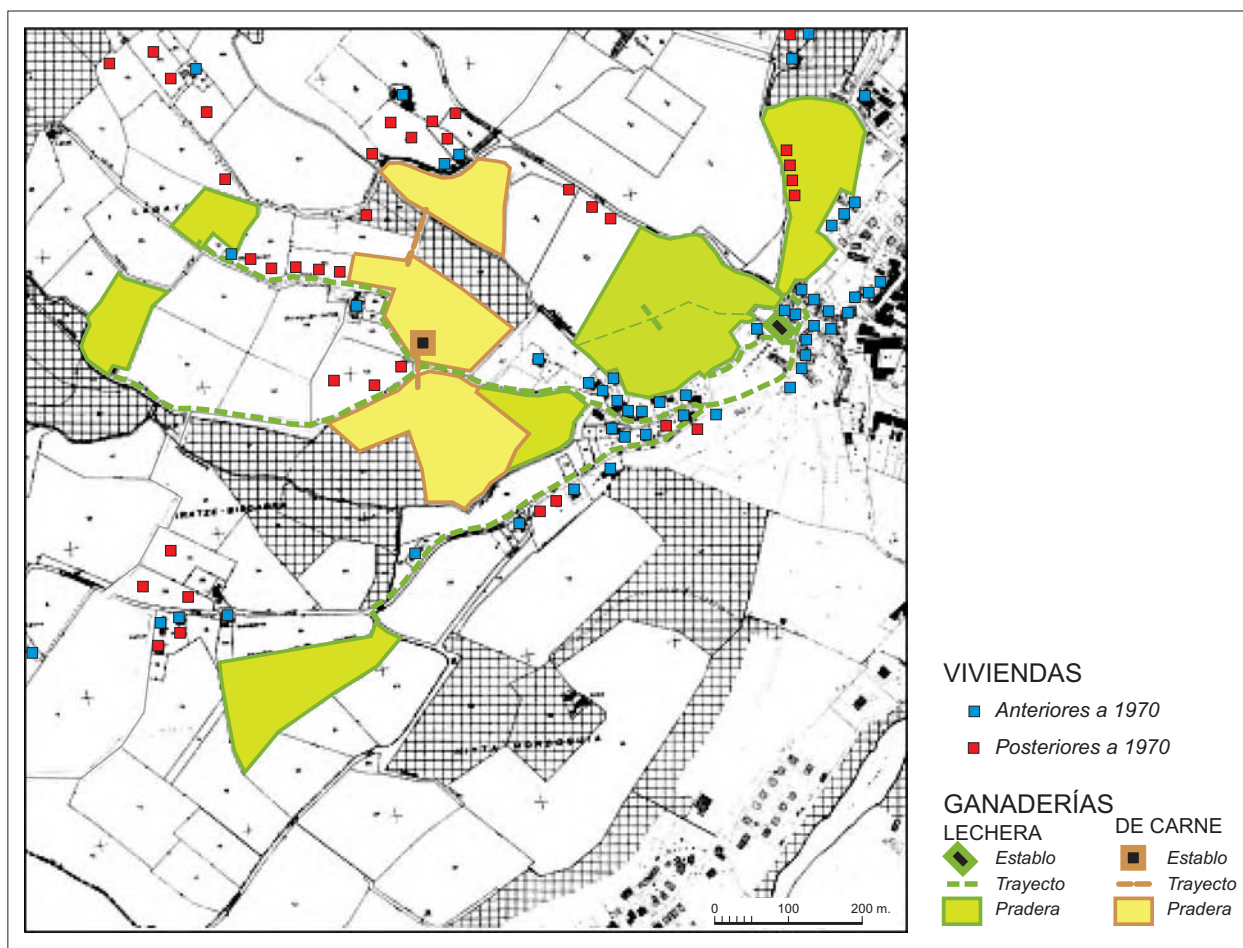 VIVIENDAS
Anteriores a 1970
Posteriores a 1970
GANADERÍAS
LECHERA
DE CARNE
Establo
Establo
Trayecto
Trayecto
Pradera
Pradera
0 100 200 m.